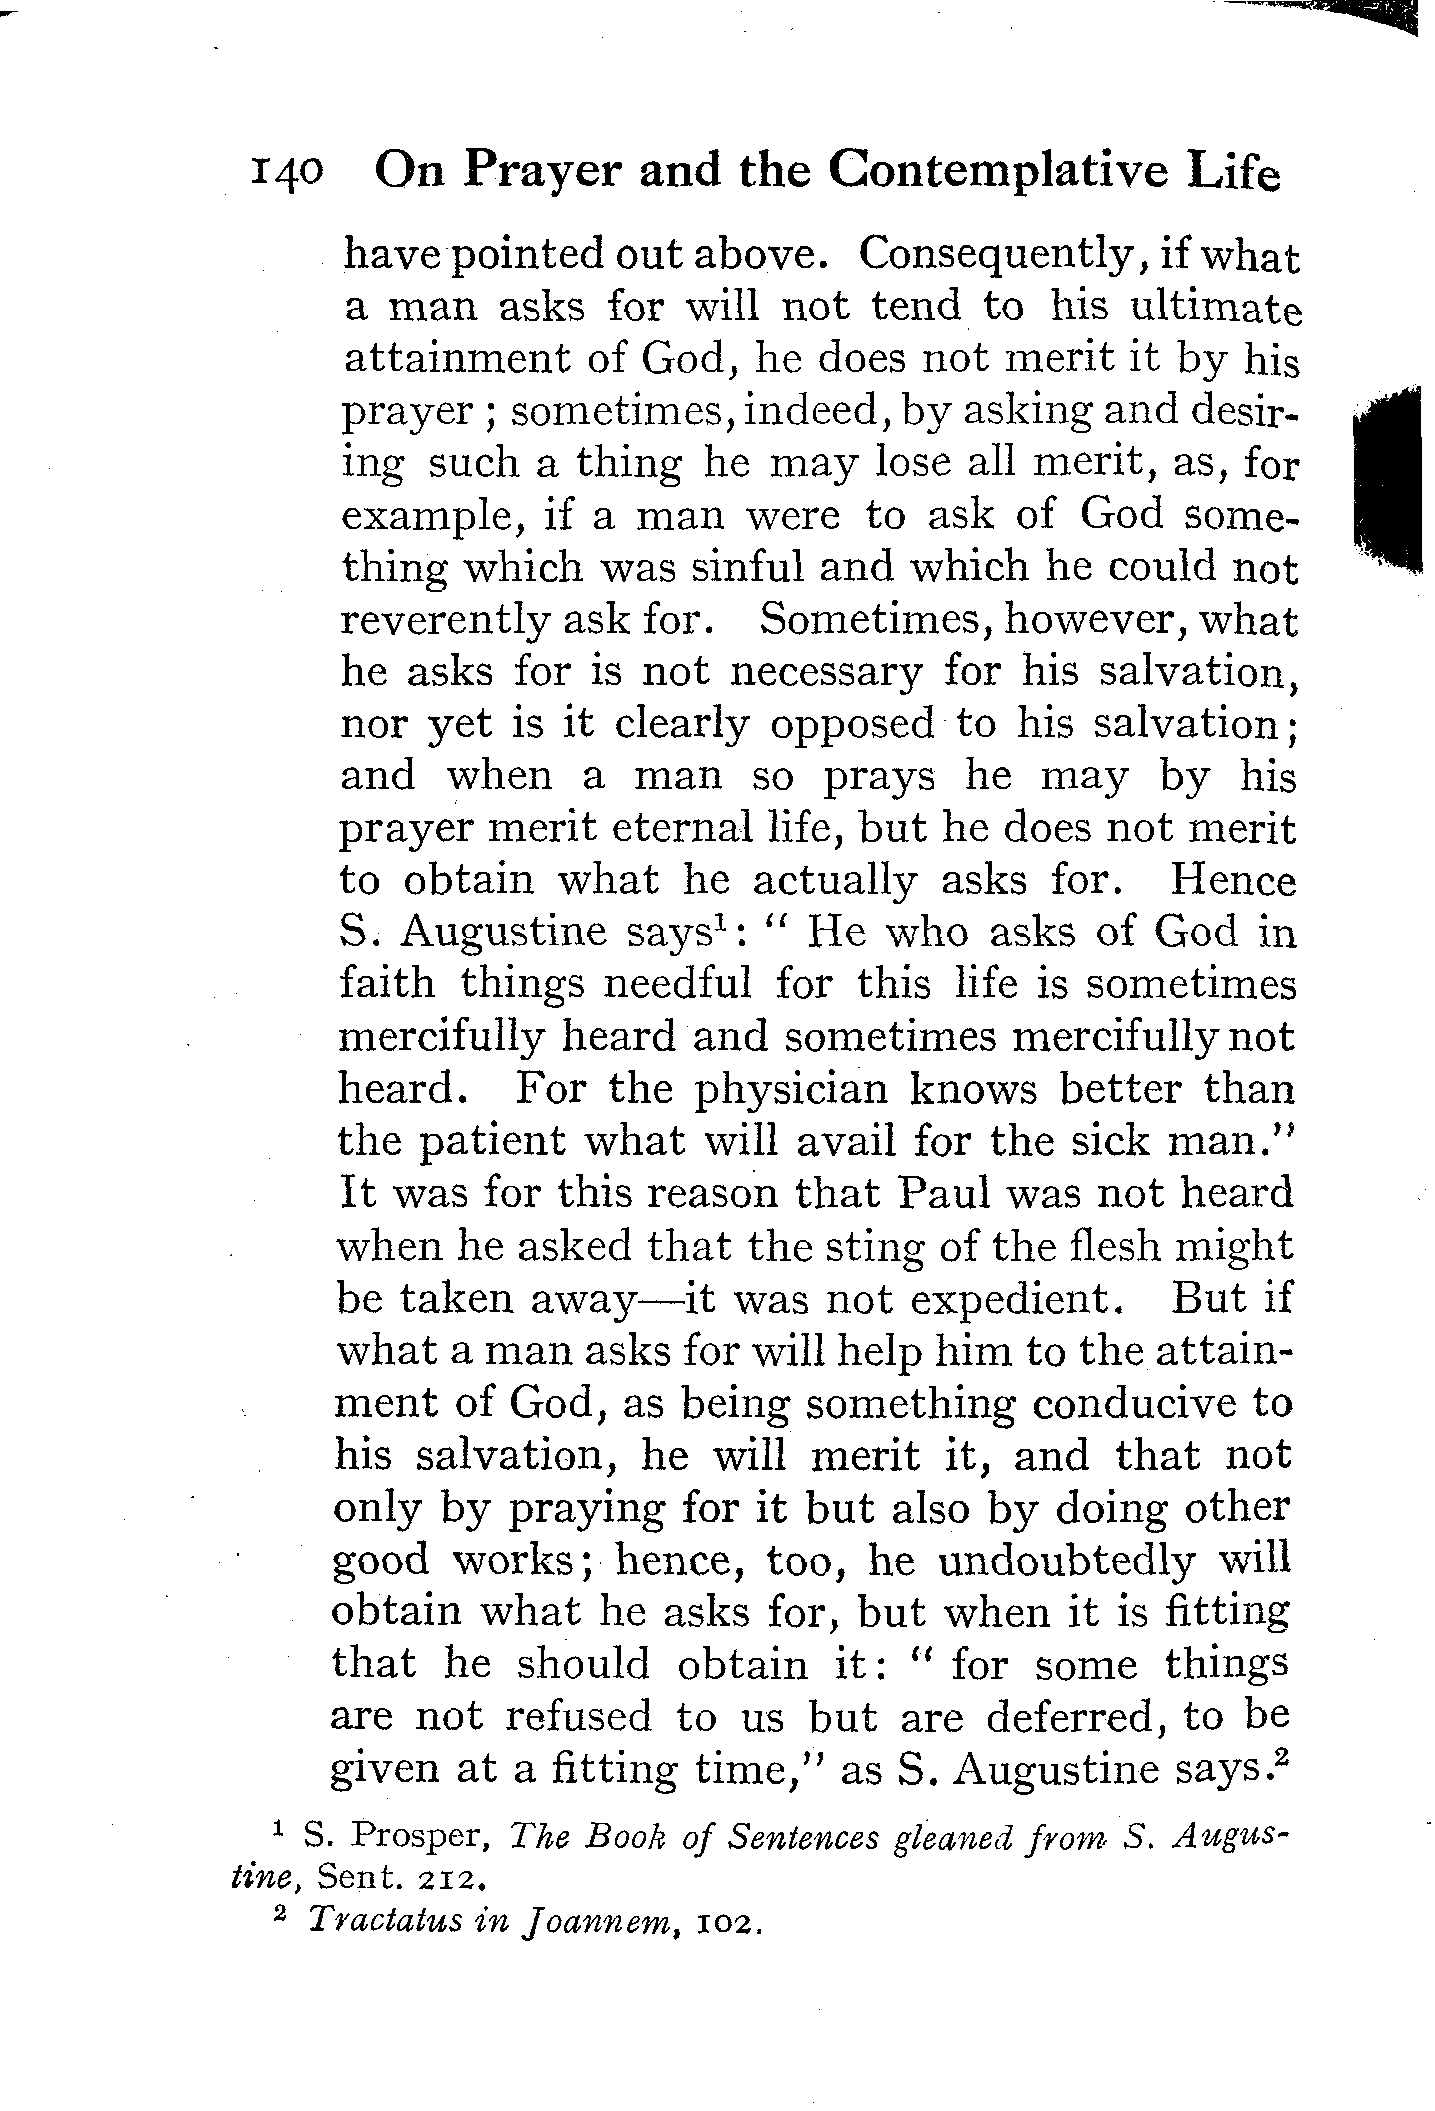 140 On Prayer and the Contemplative Life
have pointed out above. Consequently, if what
a man asks for will not tend to his ultimate
attainment of God, he does not merit it by his
prayer ; sometimes, indeed, by asking and desir-
ing such a thing he may lose all merit, as, for
example, if a man were to ask of God some-
thing which was sinful and which he could not
reverently ask for. Sometimes, however, what
he asks for is not necessary for his salvation,
nor yet is it clearly opposed to his salvation;
and when a man so prays he may by his
prayer merit eternal life, but he does not merit
to obtain what he actually asks for. Hence
S. Augustine says¹: “ He who asks of God in
faith things needful for this life is sometimes
mercifully heard and sometimes mercifully not
heard. For the physician knows better than
the patient what will avail for the sick man.”
It was for this reason that Paul was not heard
when he asked that the sting of the flesh might
be taken away—it was not expedient. But if
what a man asks for will help him to the attain-
ment of God, as being something conducive to
his salvation, he will merit it, and that not
only by praying for it but also by doing other
good works; hence, too, he undoubtedly will
obtain what he asks for, but when it is fitting
that he should obtain it: “ for some things
are not refused to us but are deferred, to be
given at a fitting time,” as S. Augustine says.²
¹ S. Prosper, The Book of Sentences gleaned from S. Augus-
tine, Sent. 212.
² Tractatus in Joannem, 102.